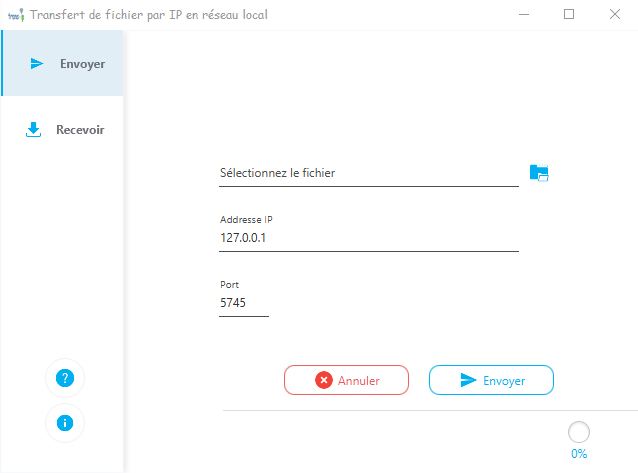 Transfert de fichier par IP en réseau local
Envoyer
Recevoir
Sélectionnez le fichier
Addresse IP
127.0.0.1
Port
5745
Annuler
Envoyer
0%